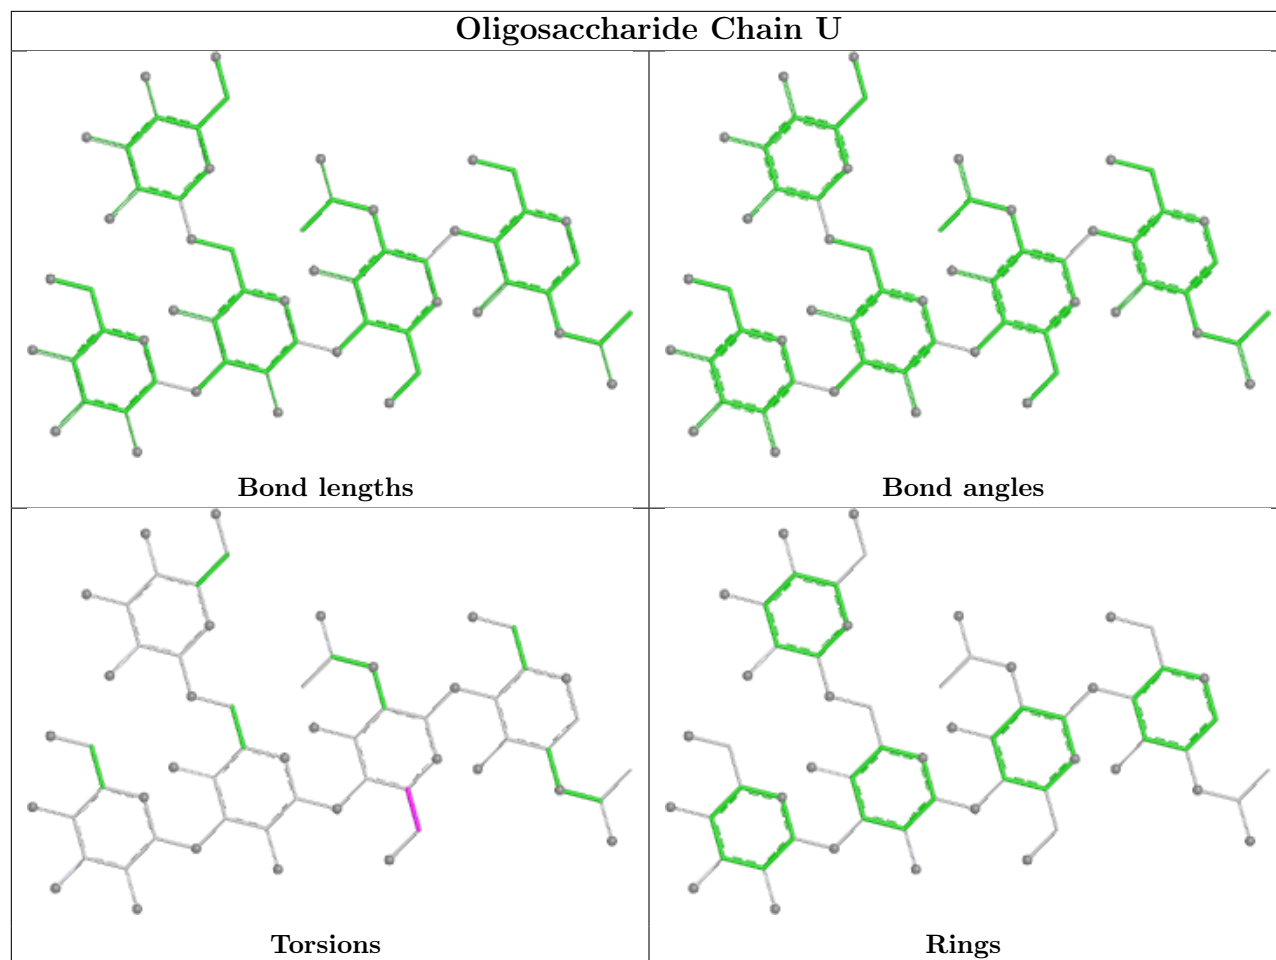 Oligosaccharide Chain U
Bond lengths
Bond angles
Torsions
Rings